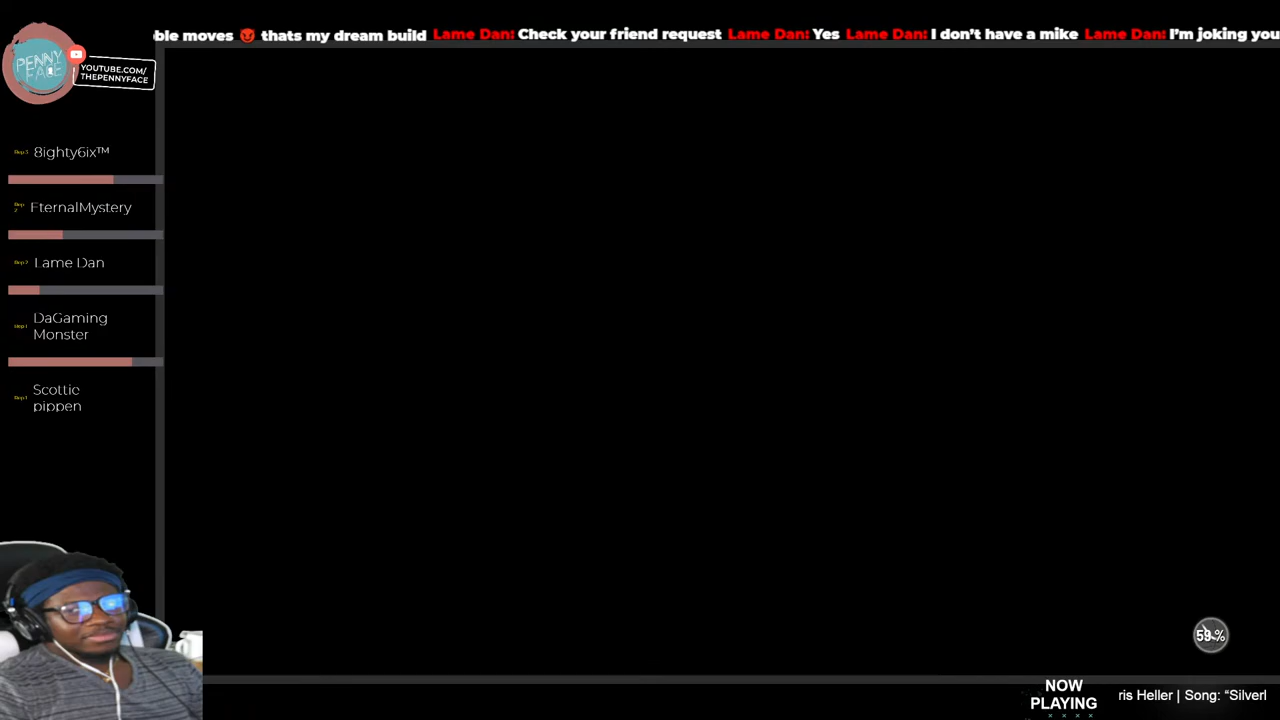 ble moves 😈 thats my dream build Lame Dan: Check your friend request Lame Dan: Yes Lame Dan: I don't have a mike Lame Dan: I'm joking you
PENNY
FACE
YOUTUBE.COM/
THEPENNYFACE
8ighty6ix™
EternalMystery
Lame Dan
DaGaming
Monster
Scottie
pippen
59%
NOW
PLAYING
ris Heller | Song: "Silverl